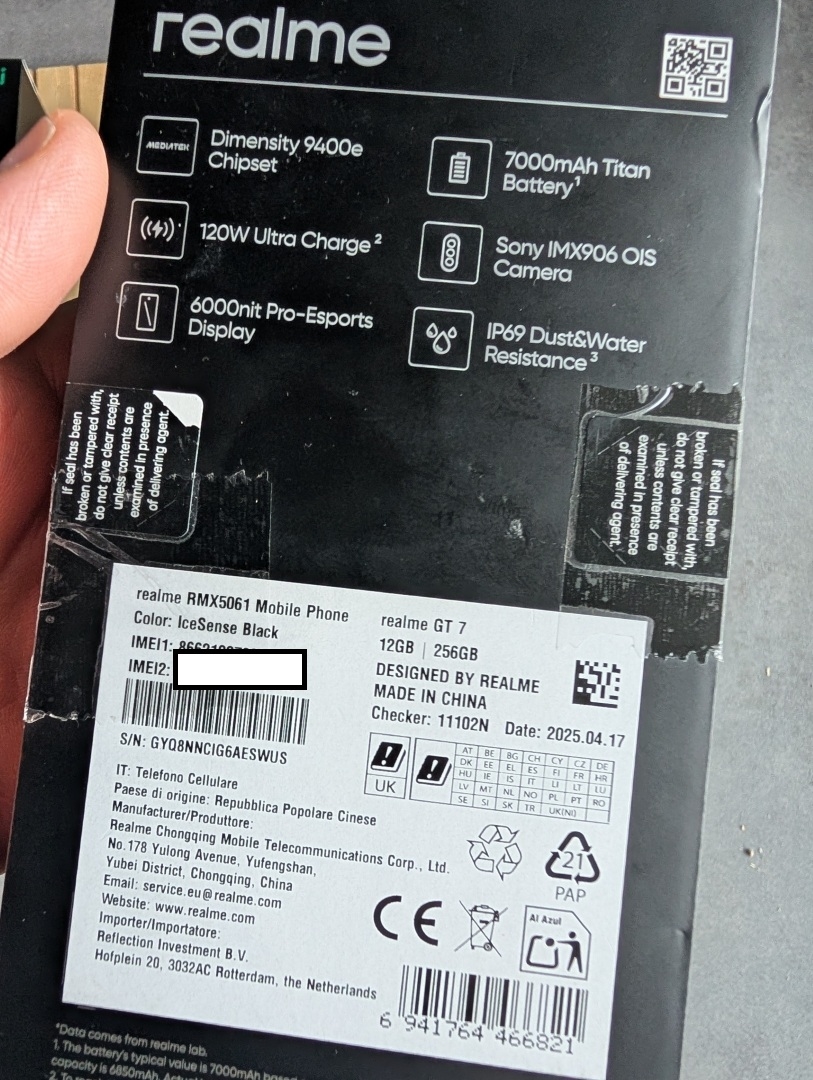 realme
MEDIATEK
Dimensity 9400e
Chipset
7000mAh Titan
Battery¹
120W Ultra Charge²
Sony IMX906 OIS
Camera
6000nit Pro-Esports
Display
IP69 Dust&Water
Resistance³
If seal has been
broken or tampered with,
do not give clear receipt
unless contents are
examined in presence
of delivering agent.
If seal has been
broken or tampered with,
do not give clear receipt
unless contents are
examined in presence
of delivering agent.
realme RMX5061 Mobile Phone
Color: IceSense Black
IMEI1:
IMEI2:
S/N: GYQ8NNCIG6AESWUS
realme GT 7
12GB | 256GB
DESIGNED BY REALME
MADE IN CHINA
Checker: 11102N Date: 2025.04.17
UK
AT BE BG CH CY CZ DE
DK EE EL ES FI FR HR
HU IE IS IT LI LT LU
LV MT NL NO PL PT RO
SE SI SK TR UK(NI)
IT: Telefono Cellulare
Paese di origine: Repubblica Popolare Cinese
Manufacturer/Produttore:
Realme Chongqing Mobile Telecommunications Corp., Ltd.
No.178 Yulong Avenue, Yufengshan,
Yubei District, Chongqing, China
Email: service.eu@realme.com
Website: www.realme.com
Importer/Importatore:
Reflection Investment B.V.
Hofplein 20, 3032AC Rotterdam, the Netherlands
21
PAP
CE
Al Azul
6 941764 466821
*Data comes from realme lab.
1. The battery's typical value is 7000mAh
capacity is 6850mAh.
2. To